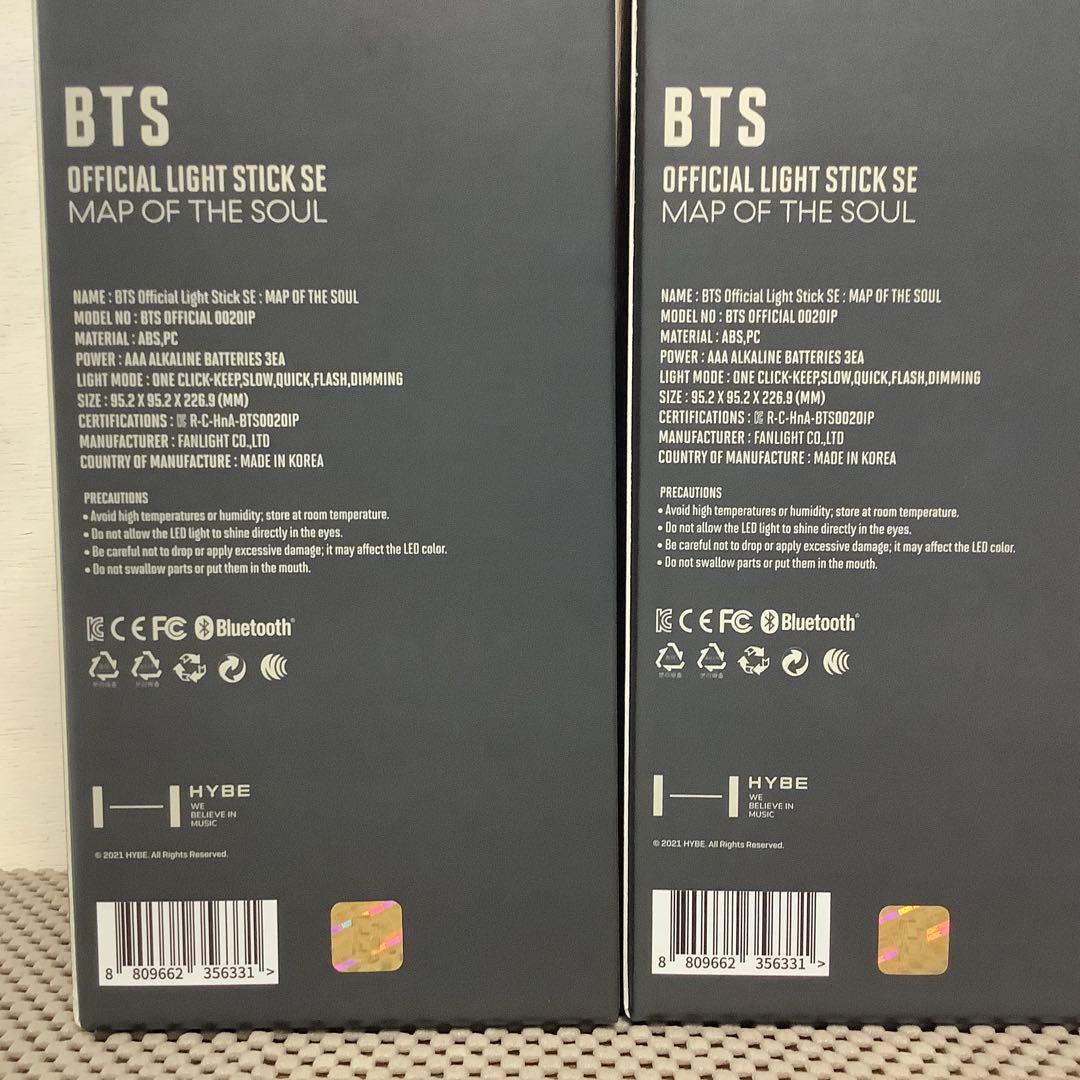 BTS
OFFICIAL LIGHT STICK SE
MAP OF THE SOUL
NAME : BTS Official Light Stick SE : MAP OF THE SOUL
MODEL NO : BTS OFFICIAL 0020IP
MATERIAL : ABS,PC
POWER : AAA ALKALINE BATTERIES 3EA
LIGHT MODE : ONE CLICK-KEEP,SLOW,QUICK,FLASH,DIMMING
SIZE : 95.2 X 95.2 X 226.9 (MM)
CERTIFICATIONS : R-C-HnA-BTS0020IP
MANUFACTURER : FANLIGHT CO.,LTD
COUNTRY OF MANUFACTURE : MADE IN KOREA
PRECAUTIONS
• Avoid high temperatures or humidity; store at room temperature.
• Do not allow the LED light to shine directly in the eyes.
• Be careful not to drop or apply excessive damage; it may affect the LED color.
• Do not swallow parts or put them in the mouth.
CE FC Bluetooth®
HYBE
WE
BELIEVE IN
MUSIC
© 2021 HYBE. All Rights Reserved.
8 809662 356331 >
BTS
OFFICIAL LIGHT STICK SE
MAP OF THE SOUL
NAME : BTS Official Light Stick SE : MAP OF THE SOUL
MODEL NO : BTS OFFICIAL 0020IP
MATERIAL : ABS,PC
POWER : AAA ALKALINE BATTERIES 3EA
LIGHT MODE : ONE CLICK-KEEP,SLOW,QUICK,FLASH,DIMMING
SIZE : 95.2 X 95.2 X 226.9 (MM)
CERTIFICATIONS : R-C-HnA-BTS0020IP
MANUFACTURER : FANLIGHT CO.,LTD
COUNTRY OF MANUFACTURE : MADE IN KOREA
PRECAUTIONS
• Avoid high temperatures or humidity; store at room temperature.
• Do not allow the LED light to shine directly in the eyes.
• Be careful not to drop or apply excessive damage; it may affect the LED color.
• Do not swallow parts or put them in the mouth.
CE FC Bluetooth®
HYBE
WE
BELIEVE IN
MUSIC
© 2021 HYBE. All Rights Reserved.
8 809662 356331 >